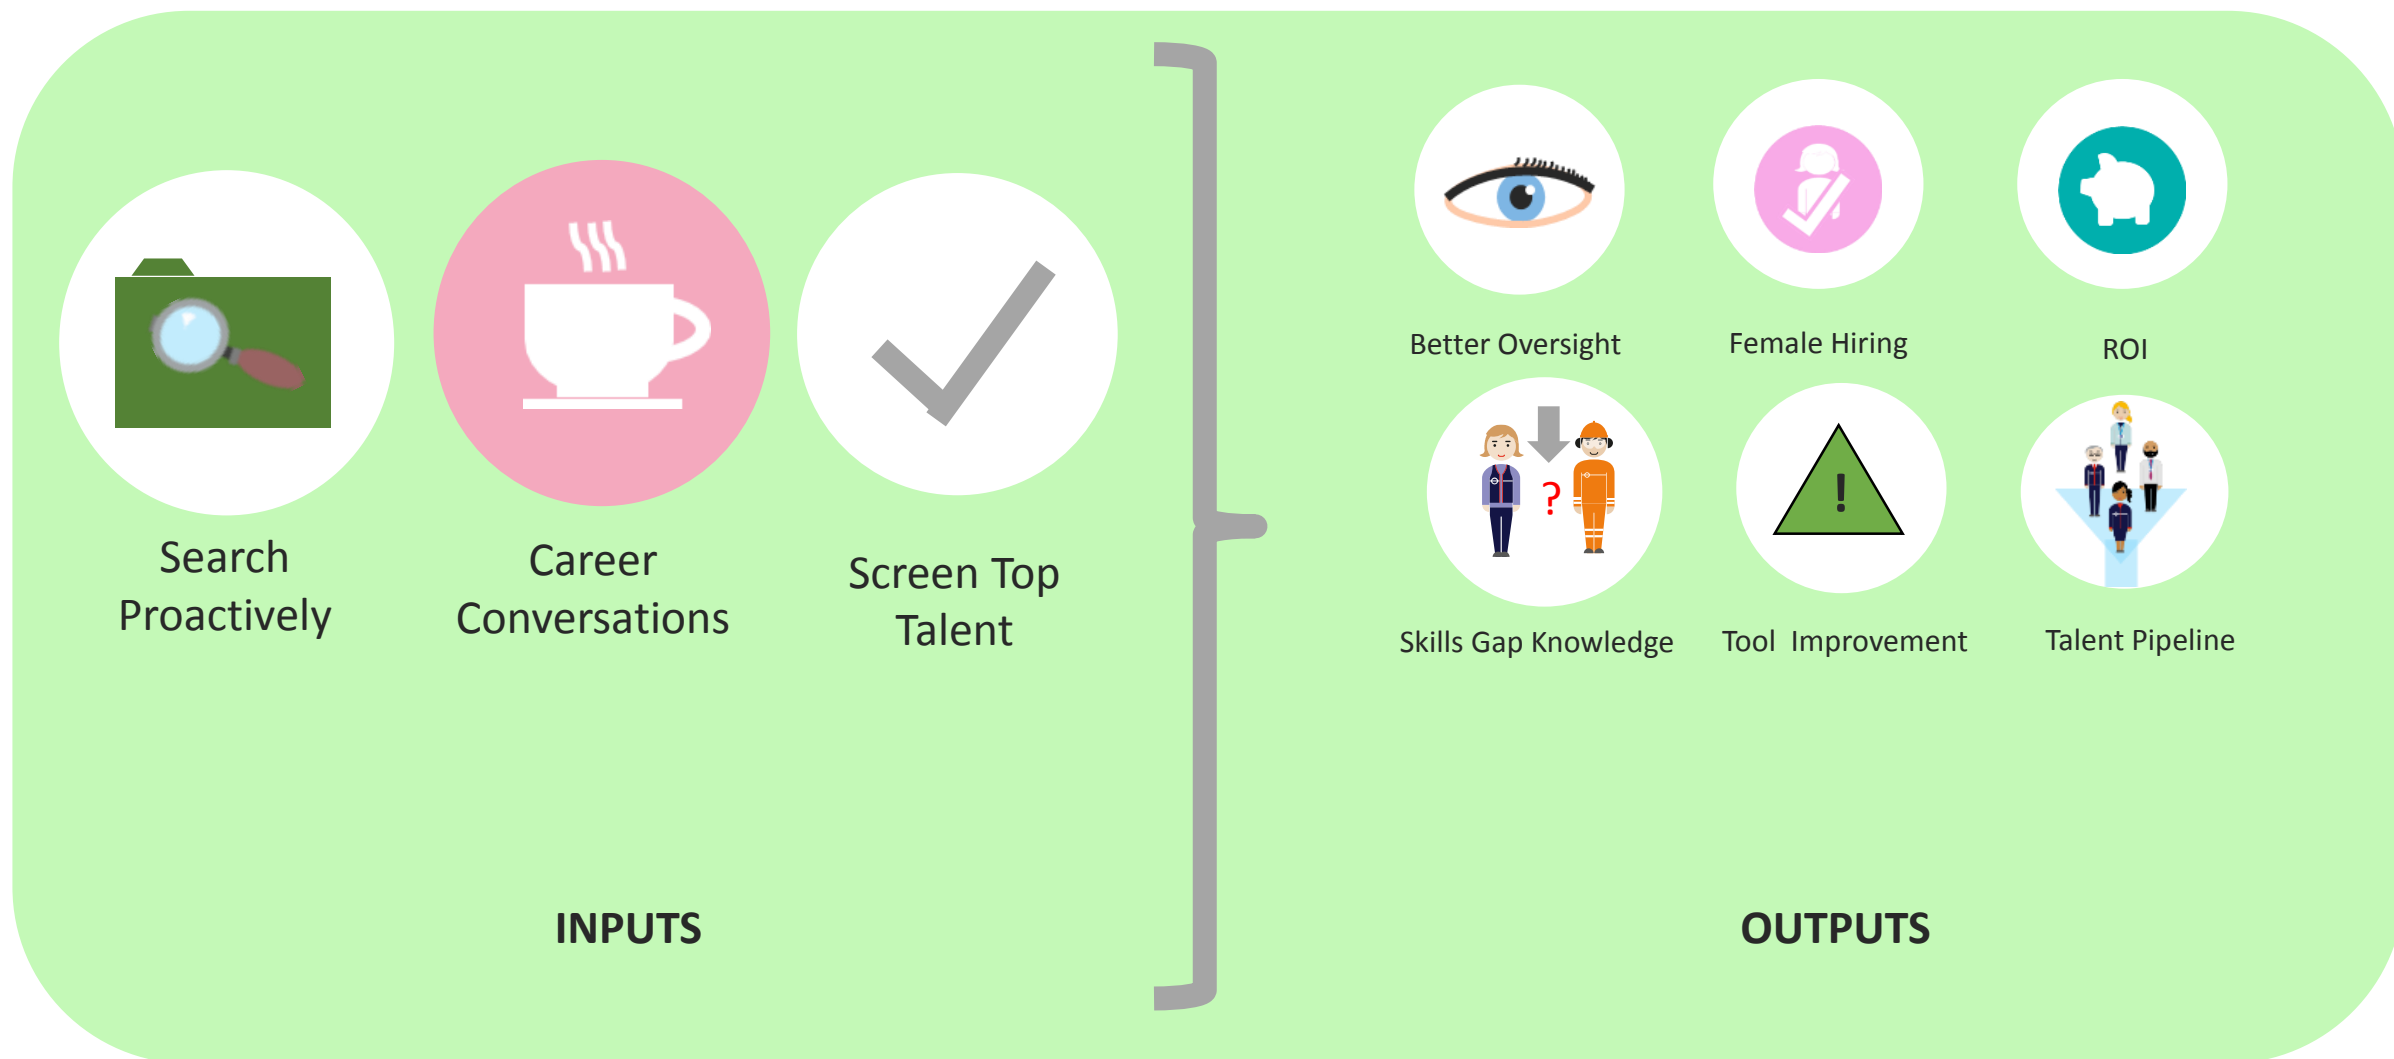 Search
Proactively
Career
Conversations
Screen Top
Talent
INPUTS
Better Oversight
Female Hiring
ROI
?
!
Skills Gap Knowledge
Tool  Improvement
Talent Pipeline
OUTPUTS